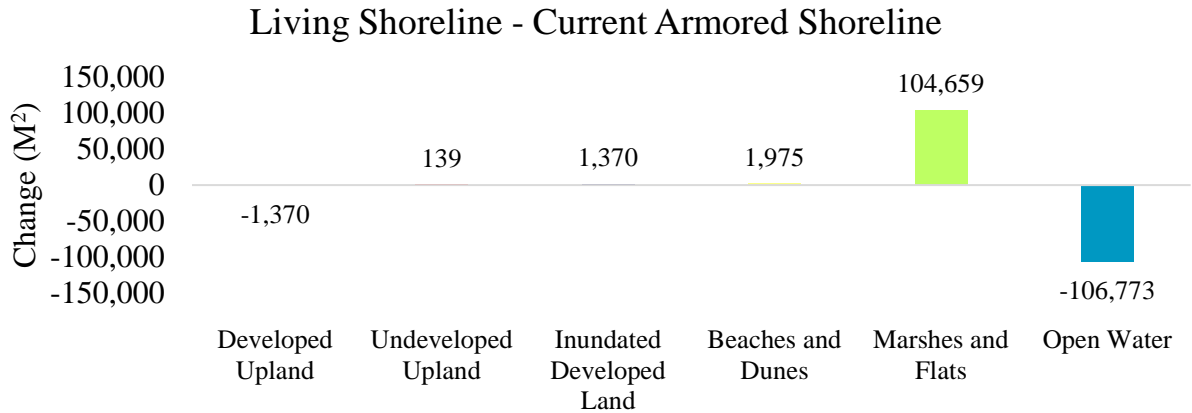 Living Shoreline - Current Armored Shoreline
Change (M²)
150,000
100,000
50,000
0
-50,000
-100,000
-150,000
-1,370
139
1,370
1,975
104,659
-106,773
Developed
Upland
Undeveloped
Upland
Inundated
Developed
Land
Beaches and
Dunes
Marshes and
Flats
Open Water